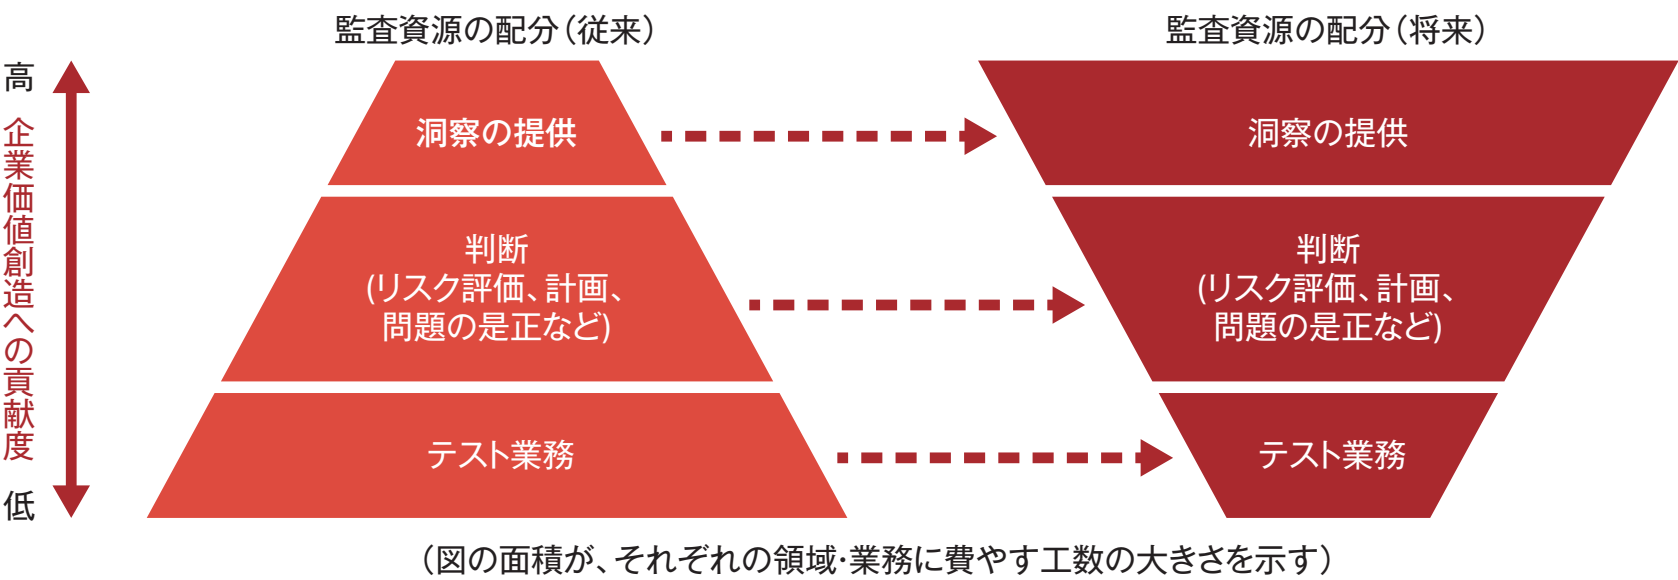 監査資源の配分(従来)
監査資源の配分(将来)
高
企業価値創造への貢献度
低
洞察の提供
判断
(リスク評価、計画、
問題の是正など)
テスト業務
洞察の提供
判断
(リスク評価、計画、
問題の是正など)
テスト業務
(図の面積が、それぞれの領域・業務に費やす工数の大きさを示す)